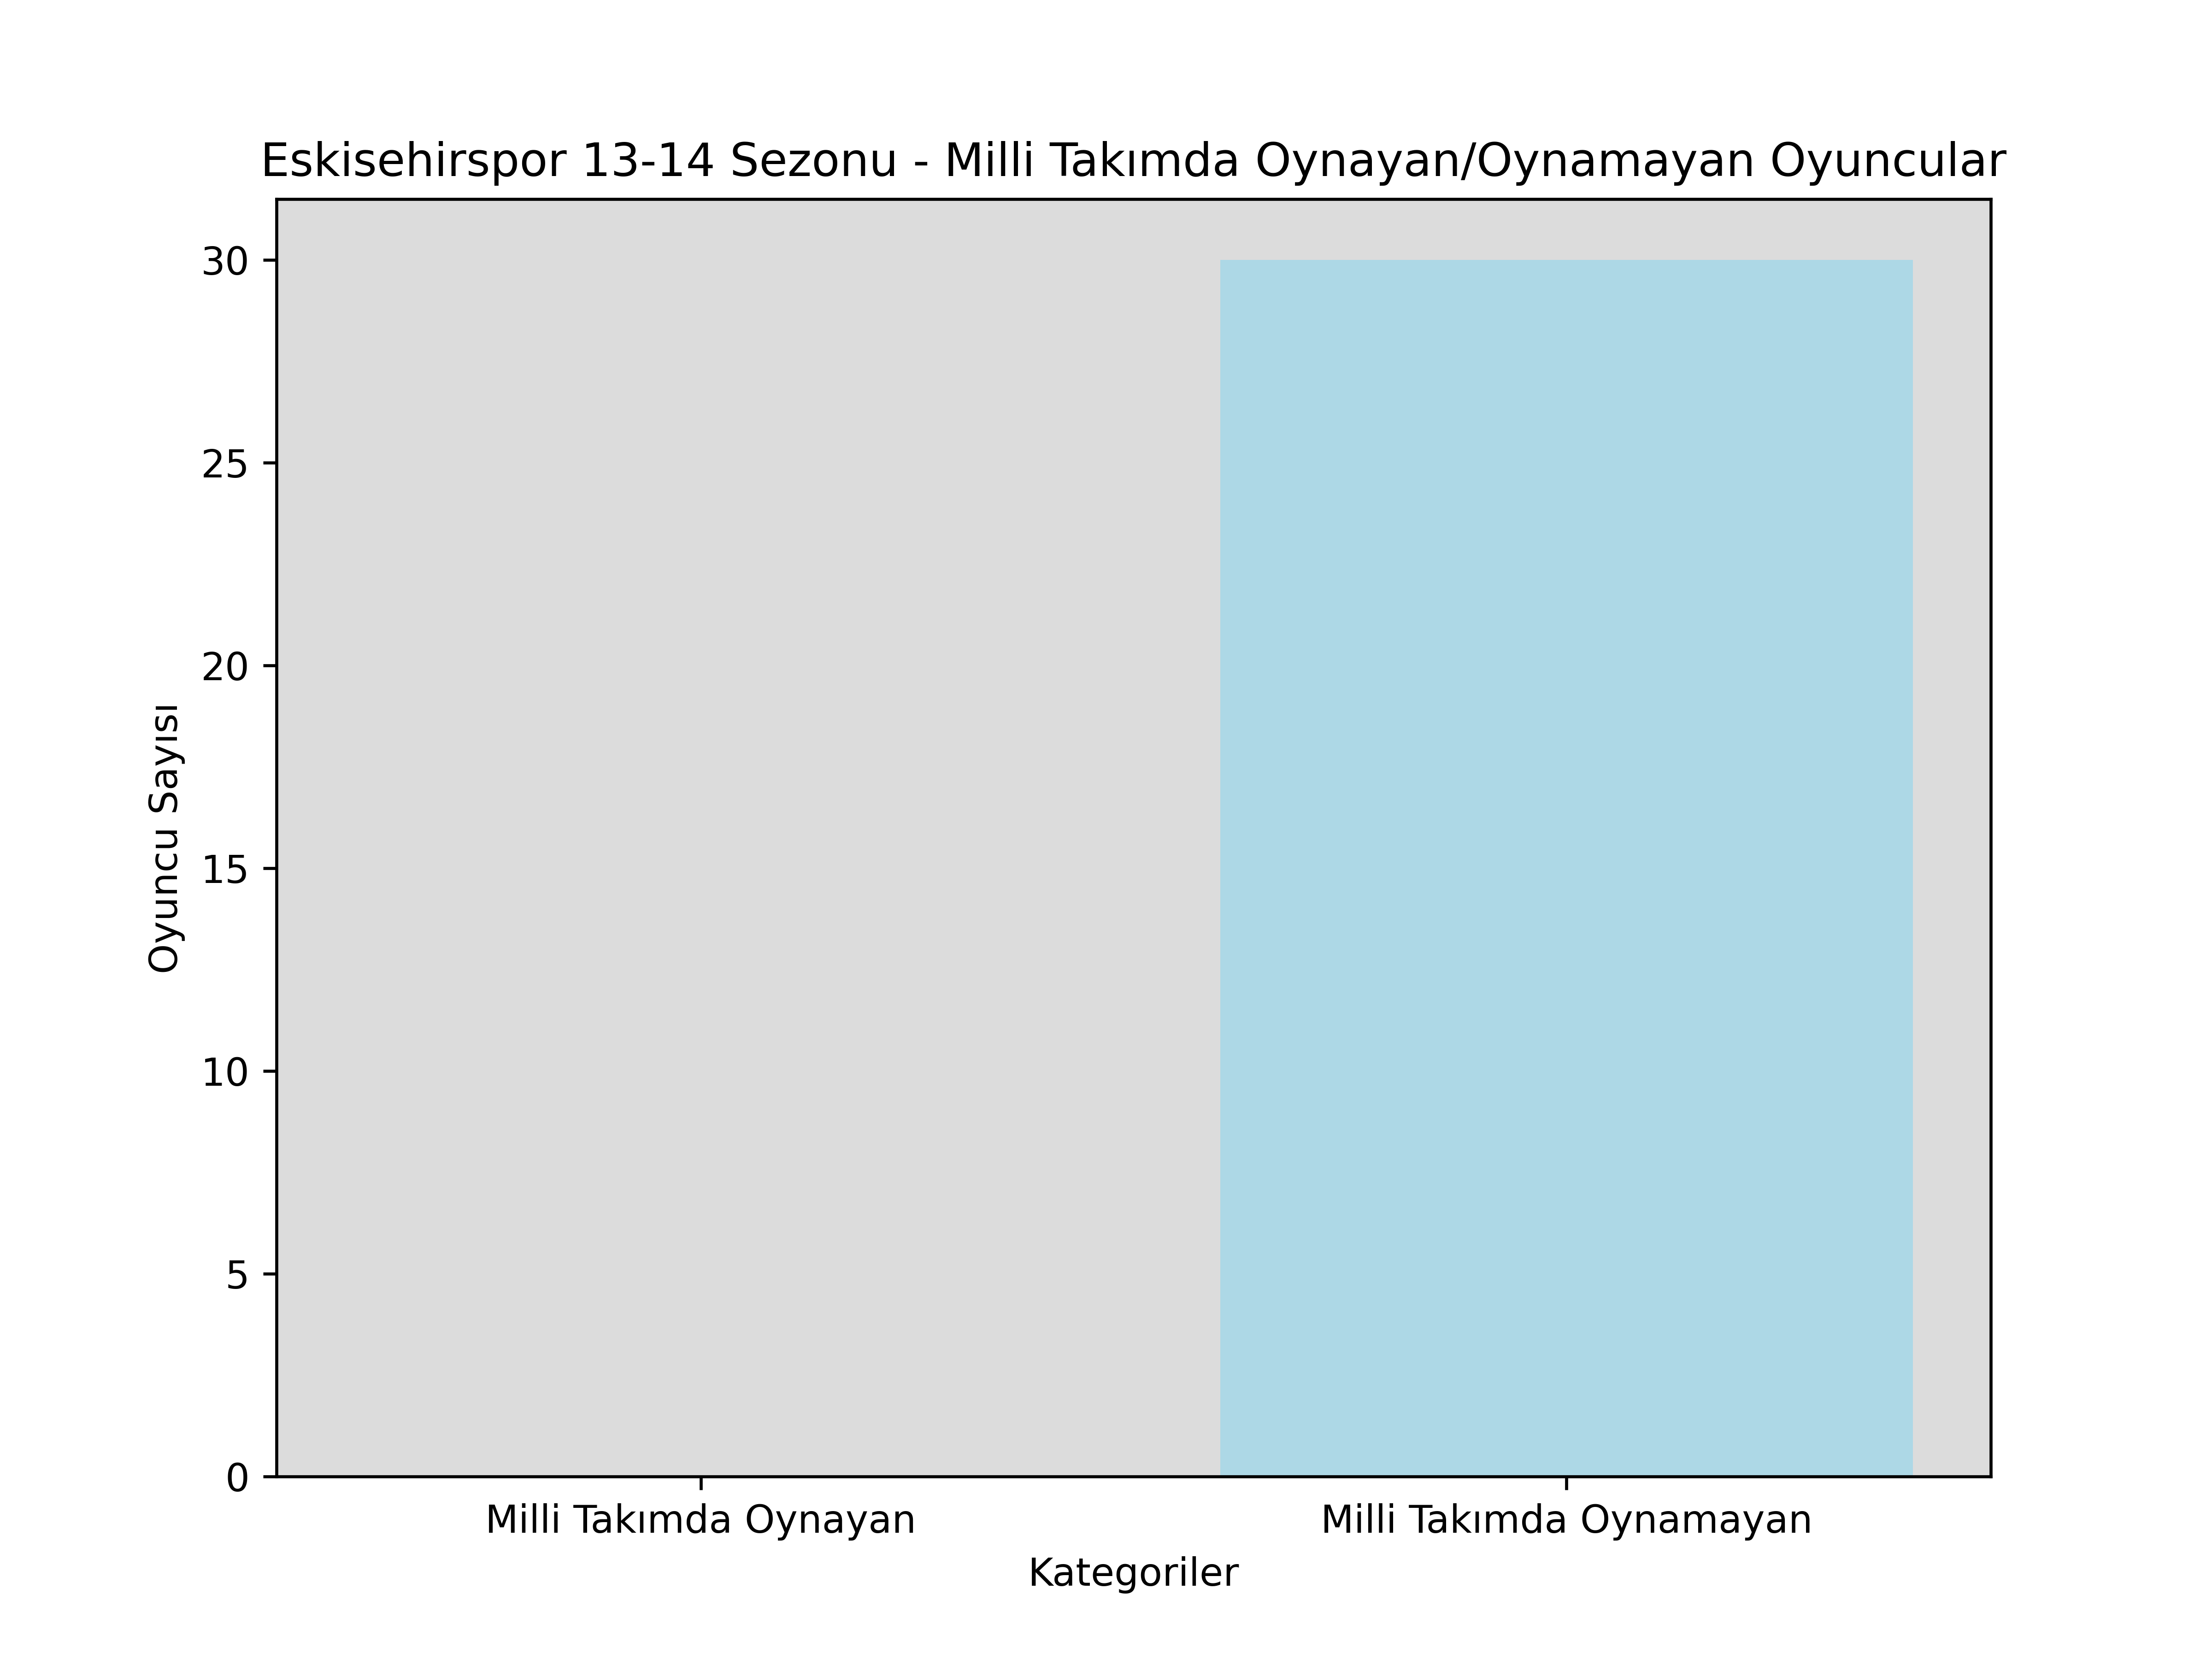 Eskisehirspor 13-14 Sezonu - Milli Takımda Oynayan/Oynamayan Oyuncular
Oyuncu Sayısı
30
25
20
15
10
5
0
Milli Takımda Oynayan
Milli Takımda Oynamayan
Kategoriler